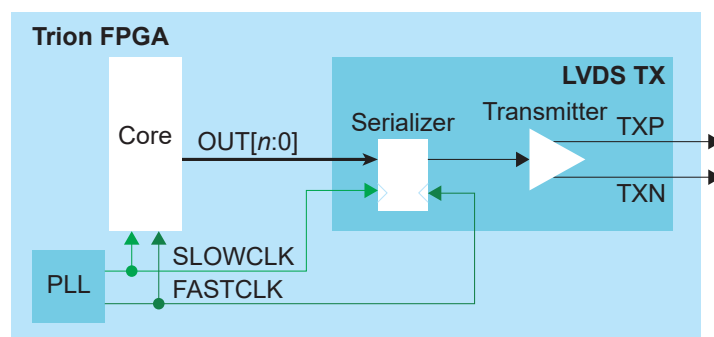 Trion FPGA
LVDS TX
Core
OUT[n:0]
Serializer
Transmitter
TXP
TXN
PLL
SLOWCLK
FASTCLK